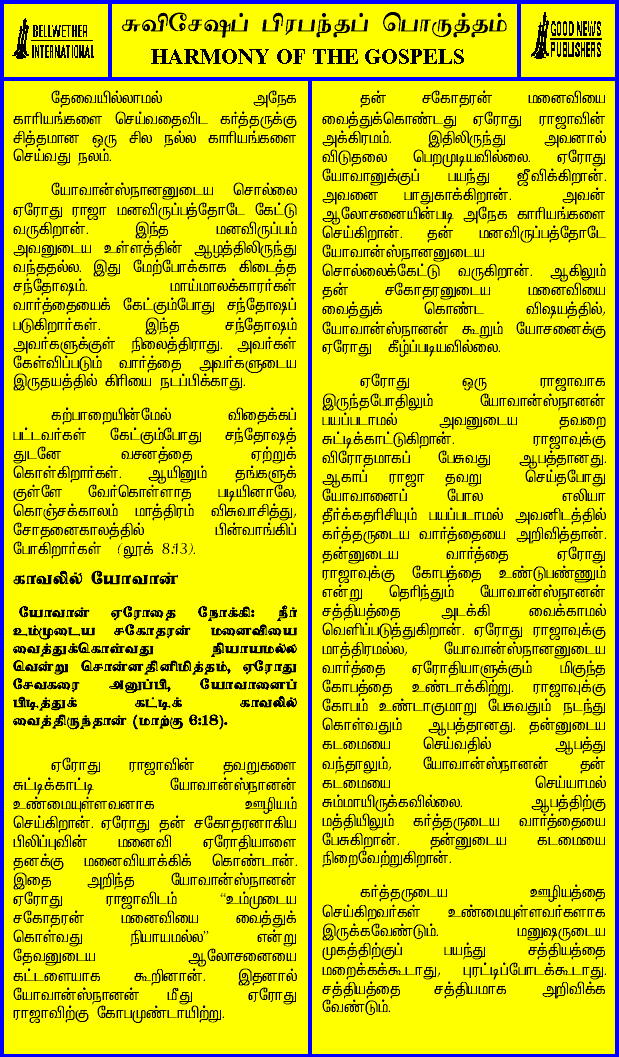 BELLWETHER
INTERNATIONAL
சுவிசேஷப் பிரபந்தப் பொருத்தம்
HARMONY OF THE GOSPELS
GOOD NEWS
PUBLISHERS
தேவையில்லாமல் அநேக
காரியங்களை செய்வதைவிட கர்த்தருக்கு
சித்தமான ஒரு சில நல்ல காரியங்களை
செய்வது நலம்.
யோவான்ஸ்நானனுடைய சொல்லை
ஏரோது ராஜா மனவிருப்பத்தோடே கேட்டு
வருகிறான். இந்த மனவிருப்பம்
அவனுடைய உள்ளத்தின் ஆழத்திலிருந்து
வந்ததல்ல. இது மேற்போக்காக கிடைத்த
சந்தோஷம். மாய்மாலக்காரர்கள்
வார்த்தையைக் கேட்கும்போது சந்தோஷப்
படுகிறார்கள். இந்த சந்தோஷம்
அவர்களுக்குள் நிலைத்திராது. அவர்கள்
கேள்விப்படும் வார்த்தை அவர்களுடைய
இருதயத்தில் கிரியை நடப்பிக்காது.
கற்பாறையின்மேல் விதைக்கப்
பட்டவர்கள் கேட்கும்போது சந்தோஷத்
துடனே வசனத்தை ஏற்றுக்
கொள்கிறார்கள். ஆயினும் தங்களுக்
குள்ளே வேர்கொள்ளாத படியினாலே,
கொஞ்சக்காலம் மாத்திரம் விசுவாசித்து,
சோதனைகாலத்தில் பின்வாங்கிப்
போகிறார்கள் (லூக் 8:13).
காவலில் யோவான்
யோவான் ஏரோதை நோக்கி: நீர்
உம்முடைய சகோதரன் மனைவியை
வைத்துக்கொள்வது நியாயமல்ல
வென்று சொன்னதினிமித்தம், ஏரோது
சேவகரை அனுப்பி, யோவானைப்
பிடித்துக் கட்டிக் காவலில்
வைத்திருந்தான் (மாற்கு 6:18).
ஏரோது ராஜாவின் தவறுகளை
சுட்டிக்காட்டி யோவான்ஸ்நானன்
உண்மையுள்ளவனாக ஊழியம்
செய்கிறான். ஏரோது தன் சகோதரனாகிய
பிலிப்புவின் மனைவி ஏரோதியாளை
தனக்கு மனைவியாக்கிக் கொண்டான்.
இதை அறிந்த யோவான்ஸ்நானன்
ஏரோது ராஜாவிடம் “உம்முடைய
சகோதரன் மனைவியை வைத்துக்
கொள்வது நியாயமல்ல” என்று
தேவனுடைய ஆலோசனையை
கட்டளையாக கூறினான். இதனால்
யோவான்ஸ்நானன் மீது ஏரோது
ராஜாவிற்கு கோபமுண்டாயிற்று.
தன் சகோதரன் மனைவியை
வைத்துக்கொண்டது ஏரோது ராஜாவின்
அக்கிரமம். இதிலிருந்து அவனால்
விடுதலை பெறமுடியவில்லை. ஏரோது
யோவானுக்குப் பயந்து ஜீவிக்கிறான்.
அவனை பாதுகாக்கிறான். அவன்
ஆலோசனையின்படி அநேக காரியங்களை
செய்கிறான். தன் மனவிருப்பத்தோடே
யோவான்ஸ்நானனுடைய
சொல்லைக்கேட்டு வருகிறான். ஆகிலும்
தன் சகோதரனுடைய மனைவியை
வைத்துக் கொண்ட விஷயத்தில்,
யோவான்ஸ்நானன் கூறும் யோசனைக்கு
ஏரோது கீழ்ப்படியவில்லை.
ஏரோது ஒரு ராஜாவாக
இருந்தபோதிலும் யோவான்ஸ்நானன்
பயப்படாமல் அவனுடைய தவறை
சுட்டிக்காட்டுகிறான். ராஜாவுக்கு
விரோதமாகப் பேசுவது ஆபத்தானது.
ஆகாப் ராஜா தவறு செய்தபோது
யோவானைப் போல எலியா
தீர்க்கதரிசியும் பயப்படாமல் அவனிடத்தில்
கர்த்தருடைய வார்த்தையை அறிவித்தான்.
தன்னுடைய வார்த்தை ஏரோது
ராஜாவுக்கு கோபத்தை உண்டுபண்ணும்
என்று தெரிந்தும் யோவான்ஸ்நானன்
சத்தியத்தை அடக்கி வைக்காமல்
வெளிப்படுத்துகிறான். ஏரோது ராஜாவுக்கு
மாத்திரமல்ல, யோவான்ஸ்நானனுடைய
வார்த்தை ஏரோதியாளுக்கும் மிகுந்த
கோபத்தை உண்டாக்கிற்று. ராஜாவுக்கு
கோபம் உண்டாகுமாறு பேசுவதும் நடந்து
கொள்வதும் ஆபத்தானது. தன்னுடைய
கடமையை செய்வதில் ஆபத்து
வந்தாலும், யோவான்ஸ்நானன் தன்
கடமையை செய்யாமல்
சும்மாயிருக்கவில்லை. ஆபத்திற்கு
மத்தியிலும் கர்த்தருடைய வார்த்தையை
பேசுகிறான். தன்னுடைய கடமையை
நிறைவேற்றுகிறான்.
கர்த்தருடைய ஊழியத்தை
செய்கிறவர்கள் உண்மையுள்ளவர்களாக
இருக்கவேண்டும். மனுஷருடைய
முகத்திற்குப் பயந்து சத்தியத்தை
மறைக்கக்கூடாது, புரட்டிப்போடக்கூடாது.
சத்தியத்தை சத்தியமாக அறிவிக்க
வேண்டும்.